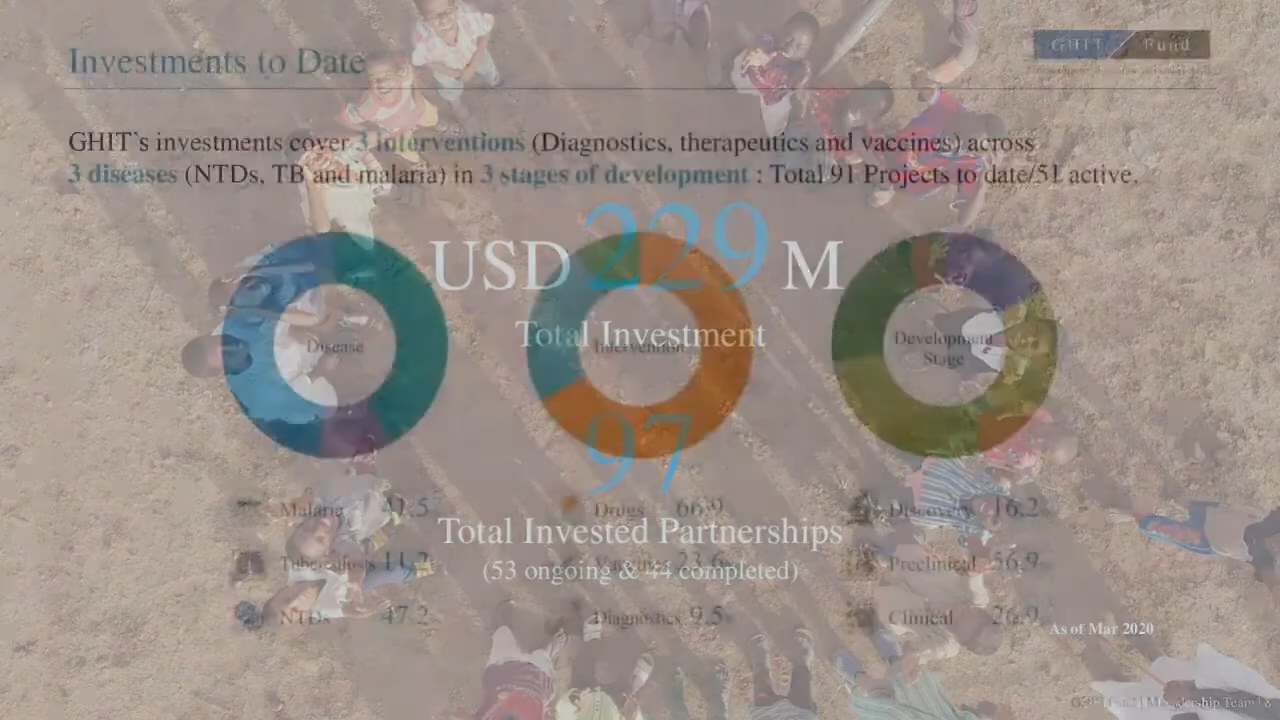 Investments to Date
GHIT Fund
GHIT's investments cover 3 interventions (Diagnostics, therapeutics and vaccines) across
3 diseases (NTDs, TB and malaria) in 3 stages of development : Total 91 Projects to date/51 active.
USD 229 M
Total Investment
Disease
Intervention
Development
Stage
97
Malaria 41.5
Drugs 66.9
Discovery 16.2
Total Invested Partnerships
Tuberculosis 11.2
23.6
Preclinical 56.9
(53 ongoing & 44 completed)
NTDs 47.2
Diagnostics 9.5
Clinical 26.9
As of Mar 2020